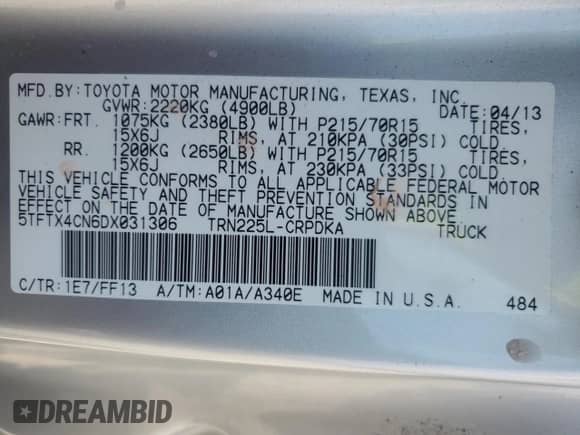 MFD.BY:TOYOTA MOTOR MANUFACTURING, TEXAS, INC.
GVWR:2220KG (4900LB) DATE:04/13
GAWR:FRT. 1075KG (2380LB) WITH P215/70R15 TIRES,
15X6J RIMS, AT 210KPA (30PSI) COLD.
RR. 1200KG (2650LB) WITH P215/70R15 TIRES,
15X6J RIMS, AT 230KPA (33PSI) COLD.
THIS VEHICLE CONFORMS TO ALL APPLICABLE FEDERAL MOTOR
VEHICLE SAFETY AND THEFT PREVENTION STANDARDS IN
EFFECT ON THE DATE OF MANUFACTURE SHOWN ABOVE.
5TFTX4CN6DX031306 TRN225L-CRPDKA TRUCK
C/TR:1E7/FF13 A/TM:A01A/A340E MADE IN U.S.A. 484
DREAMBID